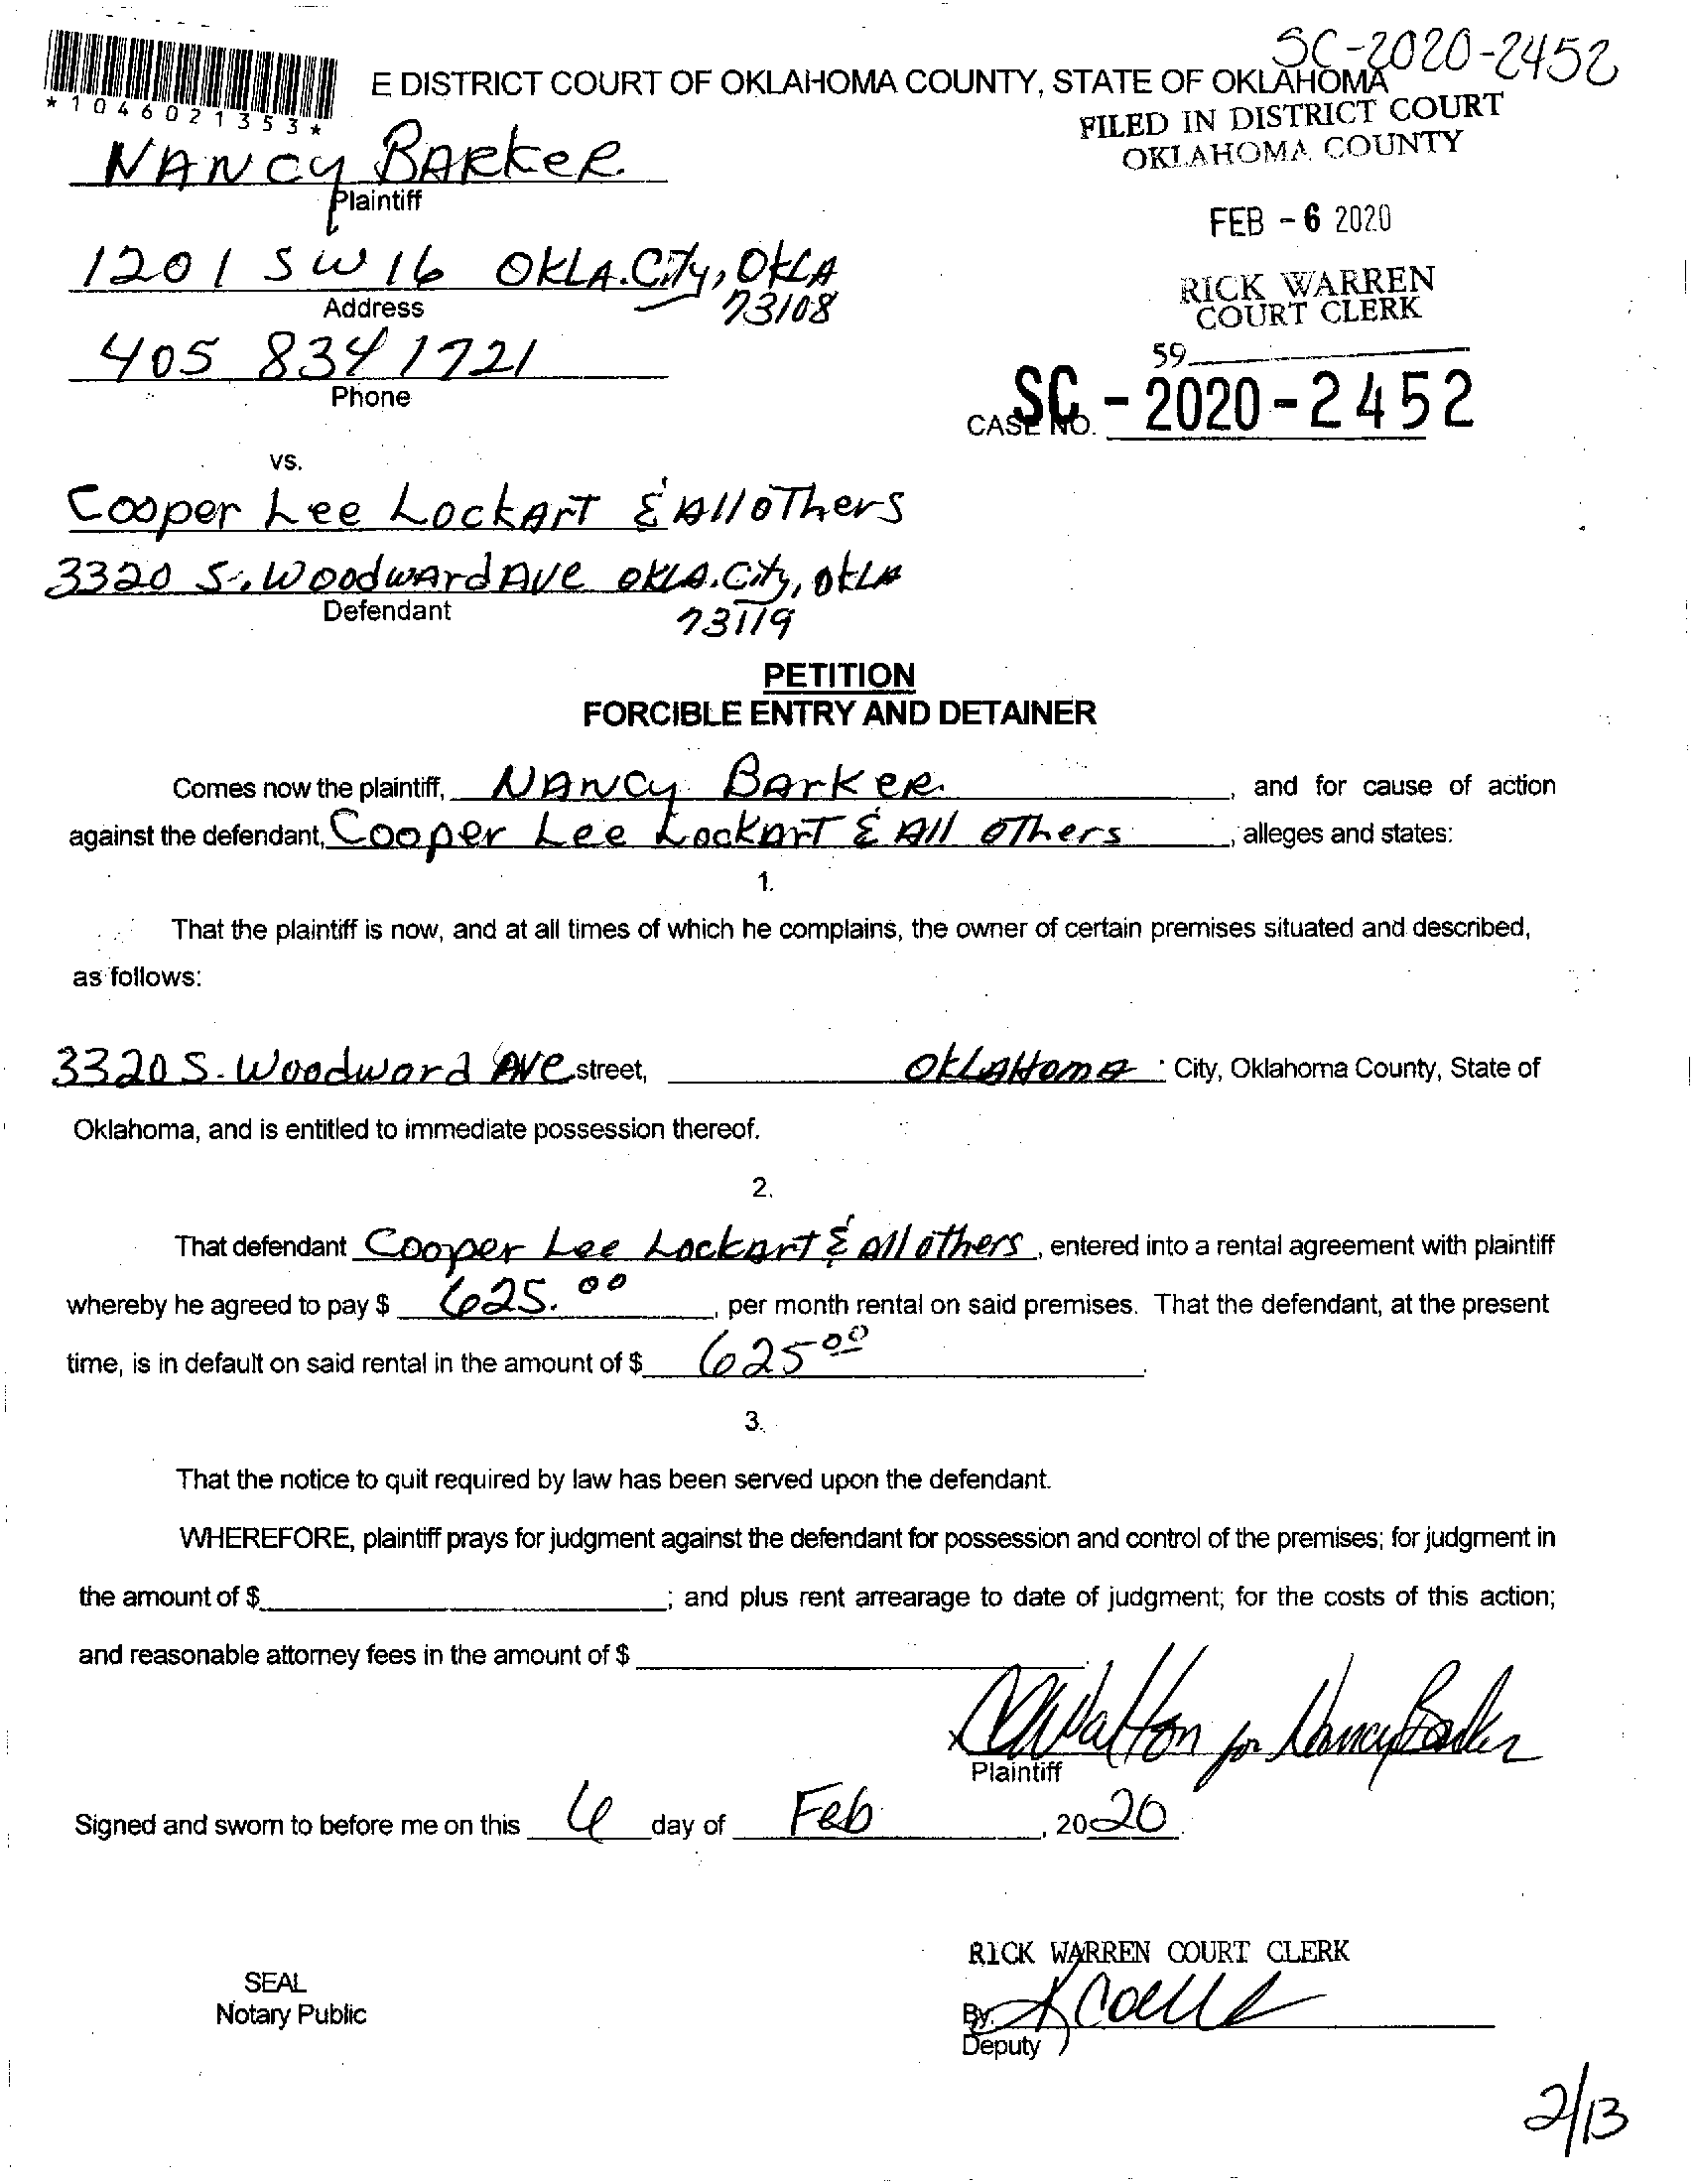 SC-2020-2452
E DISTRICT COURT OF OKLAHOMA COUNTY, STATE OF OKLAHOMA
*1046021353*
FILED IN DISTRICT COURT
OKLAHOMA COUNTY
NANCY BARKER
Plaintiff
FEB - 6 2020
1201 SW 16 OKLA. City, OKLA
73108
Address
RICK WARREN
COURT CLERK
405 834 1721
Phone
59
CASE NO. SC - 2020 - 2452
vs.
Cooper Lee LockArT & All oThers
3320 S. WoodwArd AVe OKLA. City, OKLA
73119
Defendant
PETITION
FORCIBLE ENTRY AND DETAINER
Comes now the plaintiff, NANCY BArKeR, and for cause of action
against the defendant, Cooper Lee LockArT & All oThers, alleges and states:
1.
That the plaintiff is now, and at all times of which he complains, the owner of certain premises situated and described,
as follows:
3320 S. Woodword AVe street, OKLAHomA City, Oklahoma County, State of
Oklahoma, and is entitled to immediate possession thereof.
2.
That defendant Cooper Lee LockArt & All others, entered into a rental agreement with plaintiff
whereby he agreed to pay $ 625.00, per month rental on said premises. That the defendant, at the present
time, is in default on said rental in the amount of $ 625 00.
3.
That the notice to quit required by law has been served upon the defendant.
WHEREFORE, plaintiff prays for judgment against the defendant for possession and control of the premises; for judgment in
the amount of $ ; and plus rent arrearage to date of judgment; for the costs of this action;
and reasonable attorney fees in the amount of $ .
x Walton for Nancy Barker
Plaintiff
Signed and sworn to before me on this 6 day of Feb, 2020.
RICK WARREN COURT CLERK
SEAL
Notary Public
By.
Deputy
2/13